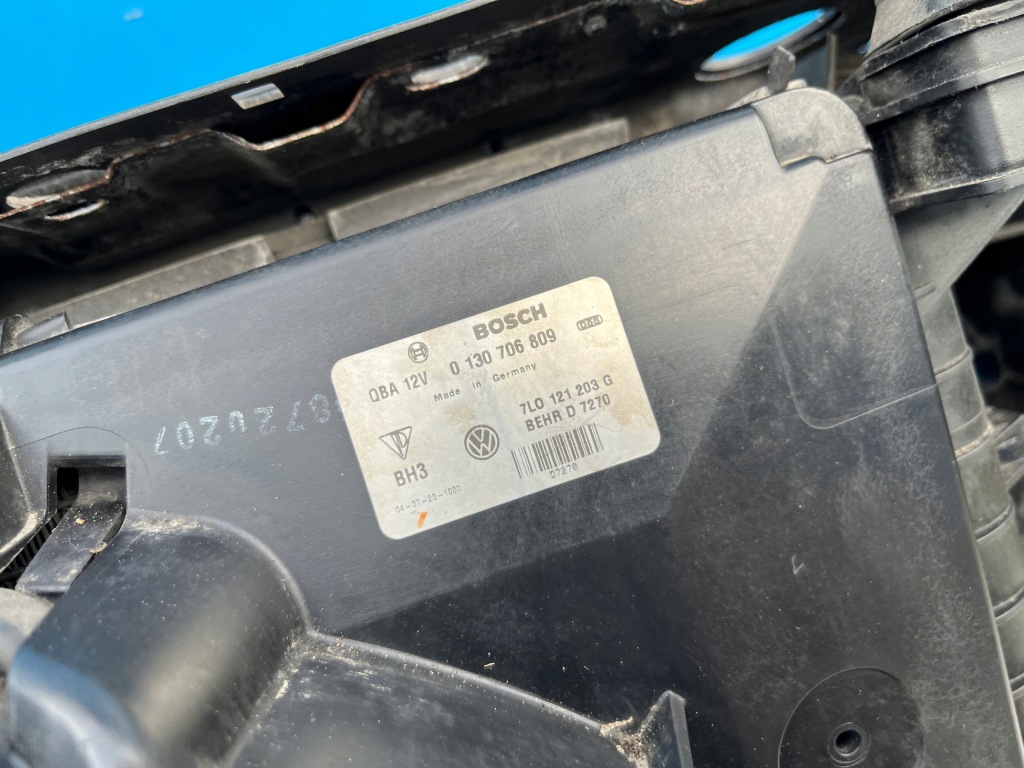 BOSCH
QBA 12V 0 130 706 809
Made in Germany
7L0 121 203 G
BEHR D 7270
BH3
D7270
04-07-20-1000